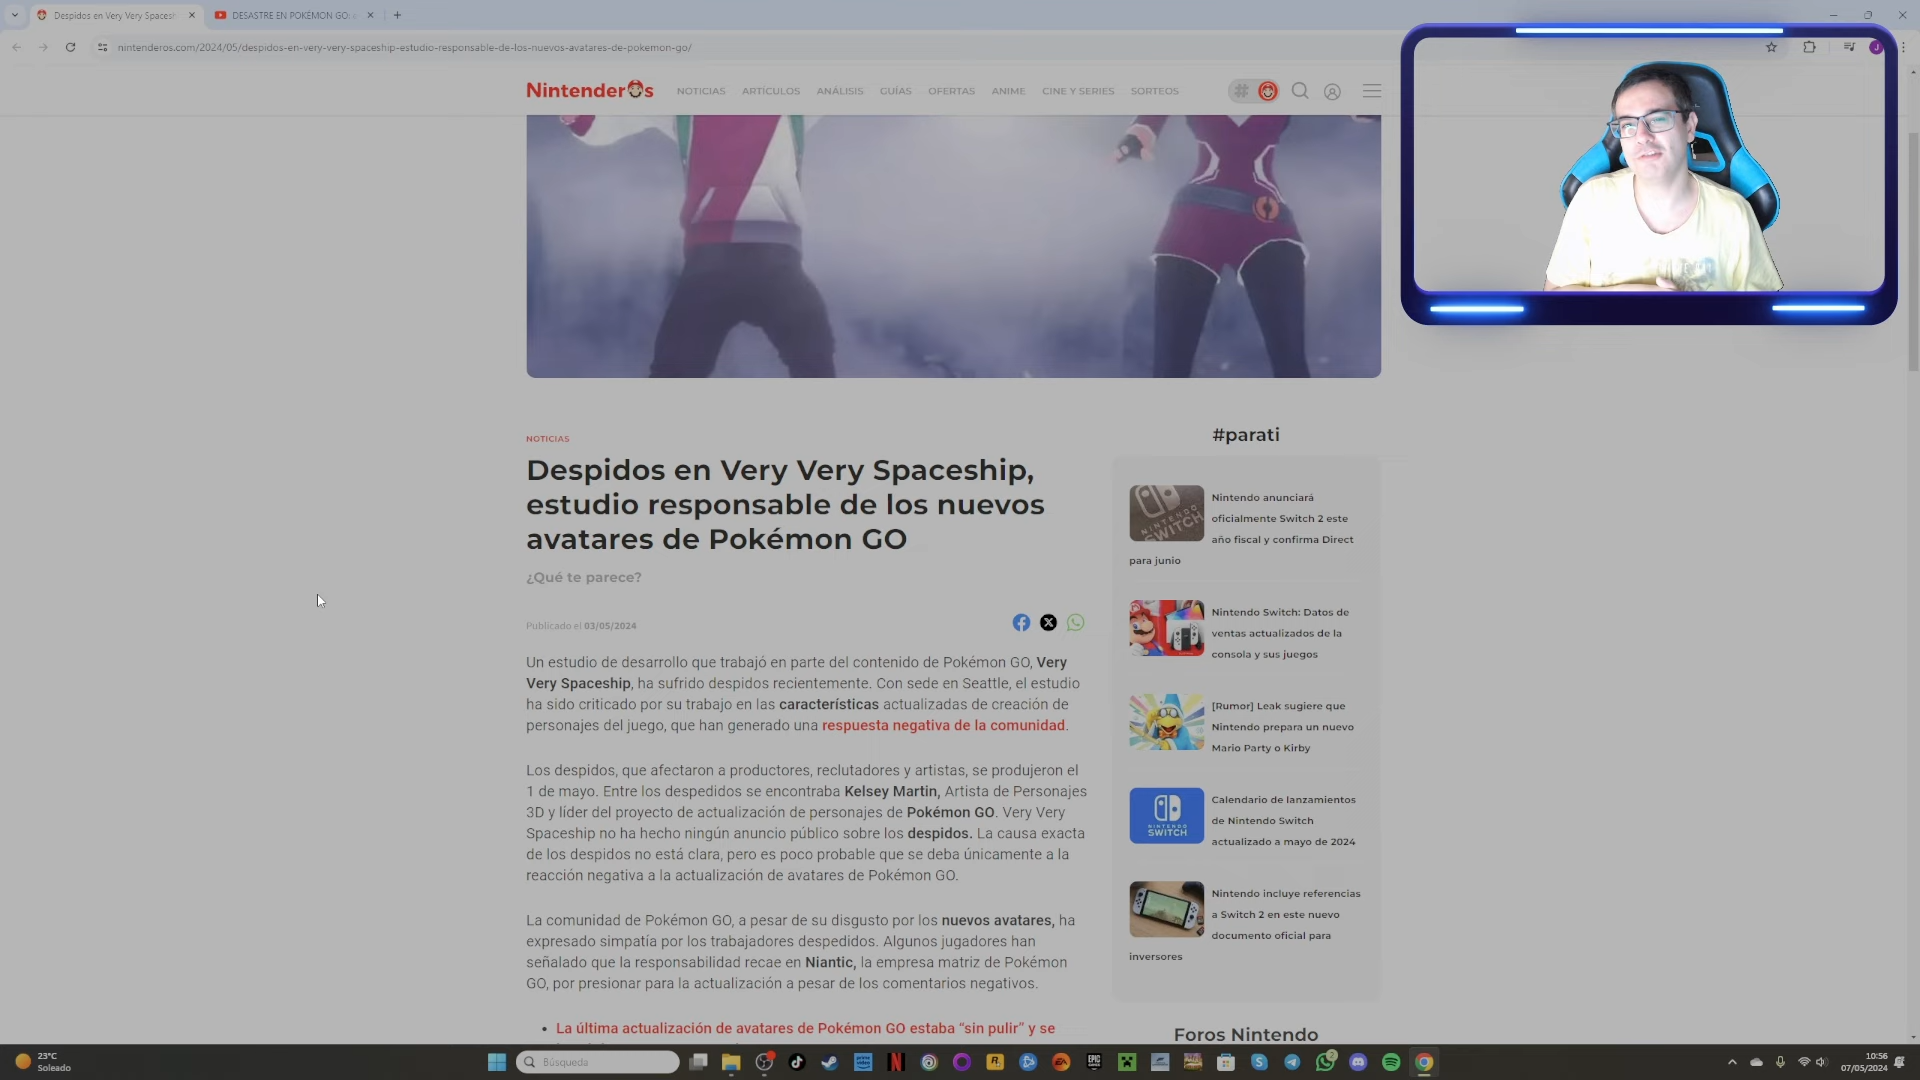 Despidos en Very Very Spacesh
DESASTRE EN POKÉMON GO:
nintenderos.com/2024/05/despidos-en-very-very-spaceship-estudio-responsable-de-los-nuevos-avatares-de-pokemon-go/
J
Nintenderos
NOTICIAS ARTÍCULOS ANÁLISIS GUÍAS OFERTAS ANIME CINE Y SERIES SORTEOS
#
NOTICIAS
Despidos en Very Very Spaceship,
estudio responsable de los nuevos
avatares de Pokémon GO
¿Qué te parece?
Publicado el 03/05/2024
Un estudio de desarrollo que trabajó en parte del contenido de Pokémon GO, Very
Very Spaceship, ha sufrido despidos recientemente. Con sede en Seattle, el estudio
ha sido criticado por su trabajo en las características actualizadas de creación de
personajes del juego, que han generado una respuesta negativa de la comunidad.
Los despidos, que afectaron a productores, reclutadores y artistas, se produjeron el
1 de mayo. Entre los despedidos se encontraba Kelsey Martin, Artista de Personajes
3D y líder del proyecto de actualización de personajes de Pokémon GO. Very Very
Spaceship no ha hecho ningún anuncio público sobre los despidos. La causa exacta
de los despidos no está clara, pero es poco probable que se deba únicamente a la
reacción negativa a la actualización de avatares de Pokémon GO.
La comunidad de Pokémon GO, a pesar de su disgusto por los nuevos avatares, ha
expresado simpatía por los trabajadores despedidos. Algunos jugadores han
señalado que la responsabilidad recae en Niantic, la empresa matriz de Pokémon
GO, por presionar para la actualización a pesar de los comentarios negativos.
• La última actualización de avatares de Pokémon GO estaba “sin pulir” y se
#parati
NINTENDO
SWITCH
Nintendo anunciará
oficialmente Switch 2 este
año fiscal y confirma Direct
para junio
Nintendo Switch: Datos de
ventas actualizados de la
consola y sus juegos
[Rumor] Leak sugiere que
Nintendo prepara un nuevo
Mario Party o Kirby
NINTENDO
SWITCH
Calendario de lanzamientos
de Nintendo Switch
actualizado a mayo de 2024
Nintendo incluye referencias
a Switch 2 en este nuevo
documento oficial para
inversores
Foros Nintendo
23°C
Soleado
Búsqueda
10:56
07/05/2024